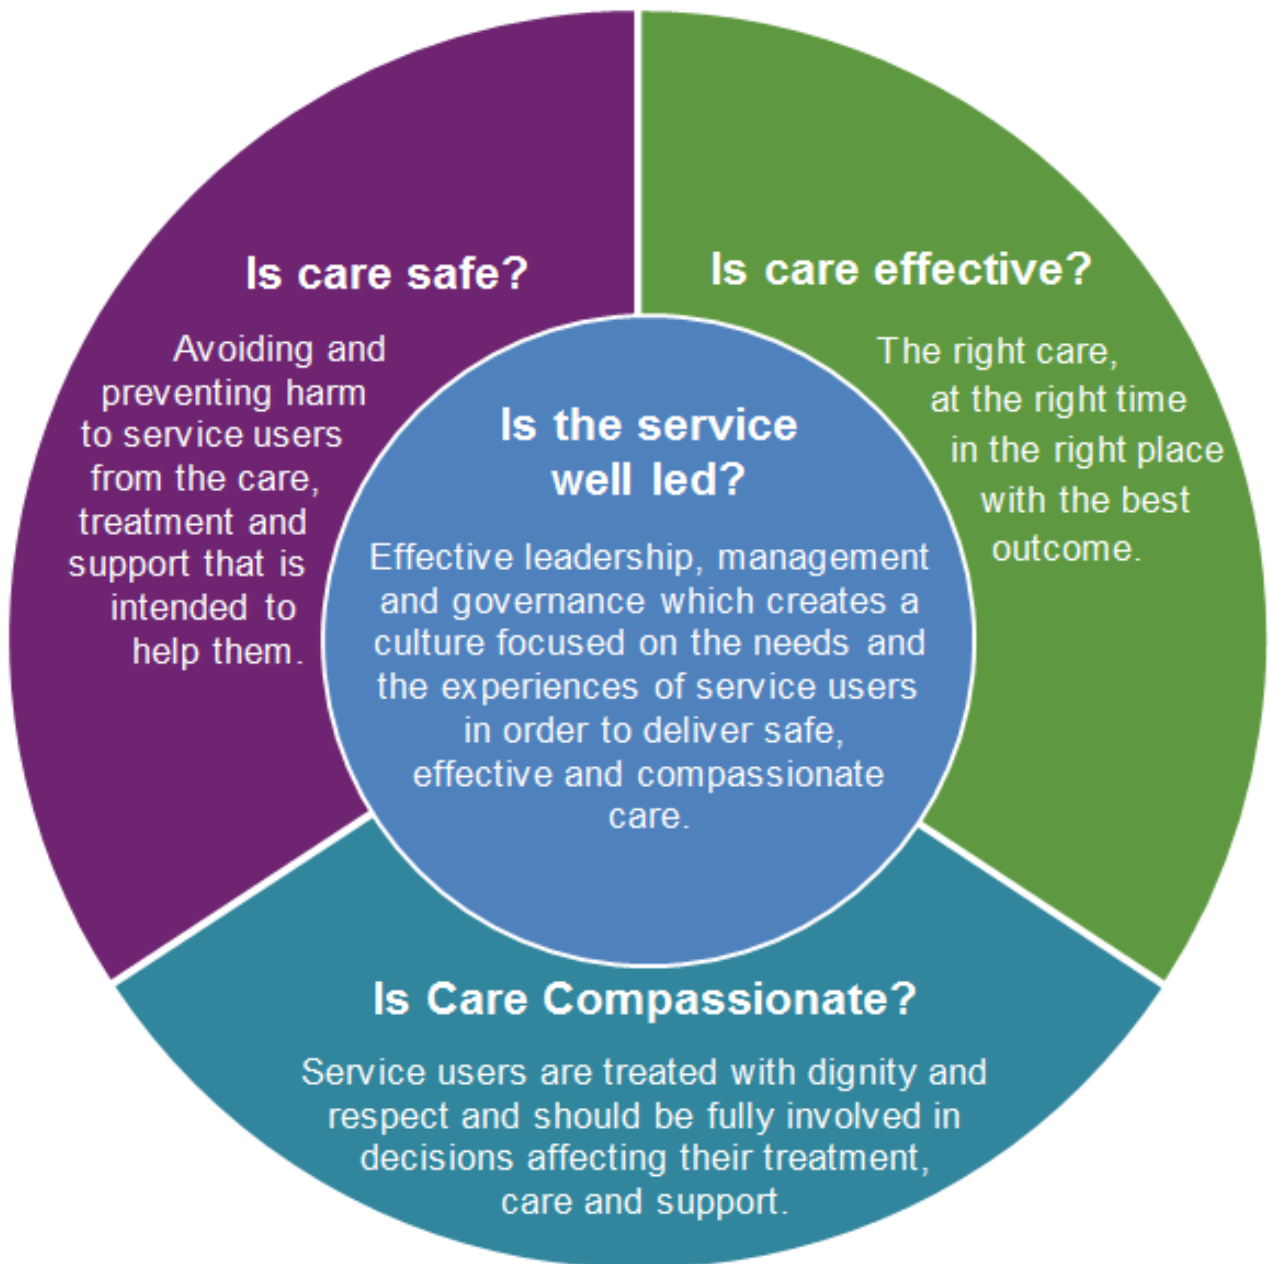 Is care safe?
Avoiding and
preventing harm
to service users
from the care,
treatment and
support that is
intended to
help them.
Is care effective?
The right care,
at the right time
in the right place
with the best
outcome.
Is the service
well led?
Effective leadership, management
and governance which creates a
culture focused on the needs and
the experiences of service users
in order to deliver safe,
effective and compassionate
care.
Is Care Compassionate?
Service users are treated with dignity and
respect and should be fully involved in
decisions affecting their treatment,
care and support.